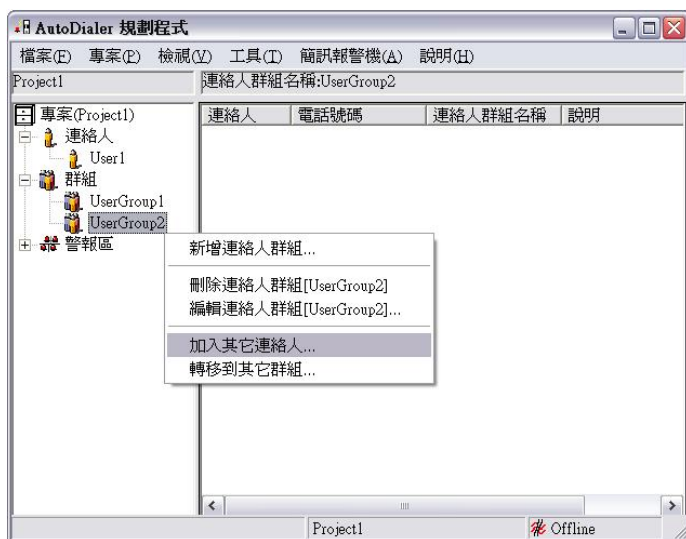 AutoDialer 規劃程式
檔案(F) 專案(P) 檢視(V) 工具(T) 簡訊報警機(A) 說明(H)
Project1 連絡人群組名稱:UserGroup2
專案(Project1)
連絡人
User1
群組
UserGroup1
UserGroup2
警報區
連絡人 電話號碼 連絡人群組名稱 說明
新增連絡人群組...
刪除連絡人群組[UserGroup2]
編輯連絡人群組[UserGroup2]...
加入其它連絡人...
轉移到其它群組...
Project1 Offline